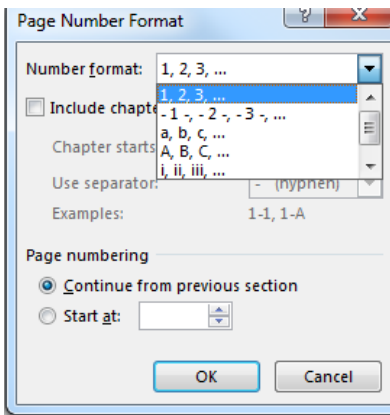 Page Number Format
Number format: 1, 2, 3, ...
1, 2, 3, ...
Include chapte
- 1 -, - 2 -, - 3 -, ...
a, b, c, ...
Chapter starts
A, B, C, ...
i, ii, iii, ...
Use separator: - (hyphen)
Examples: 1-1, 1-A
Page numbering
Continue from previous section
Start at:
OK Cancel